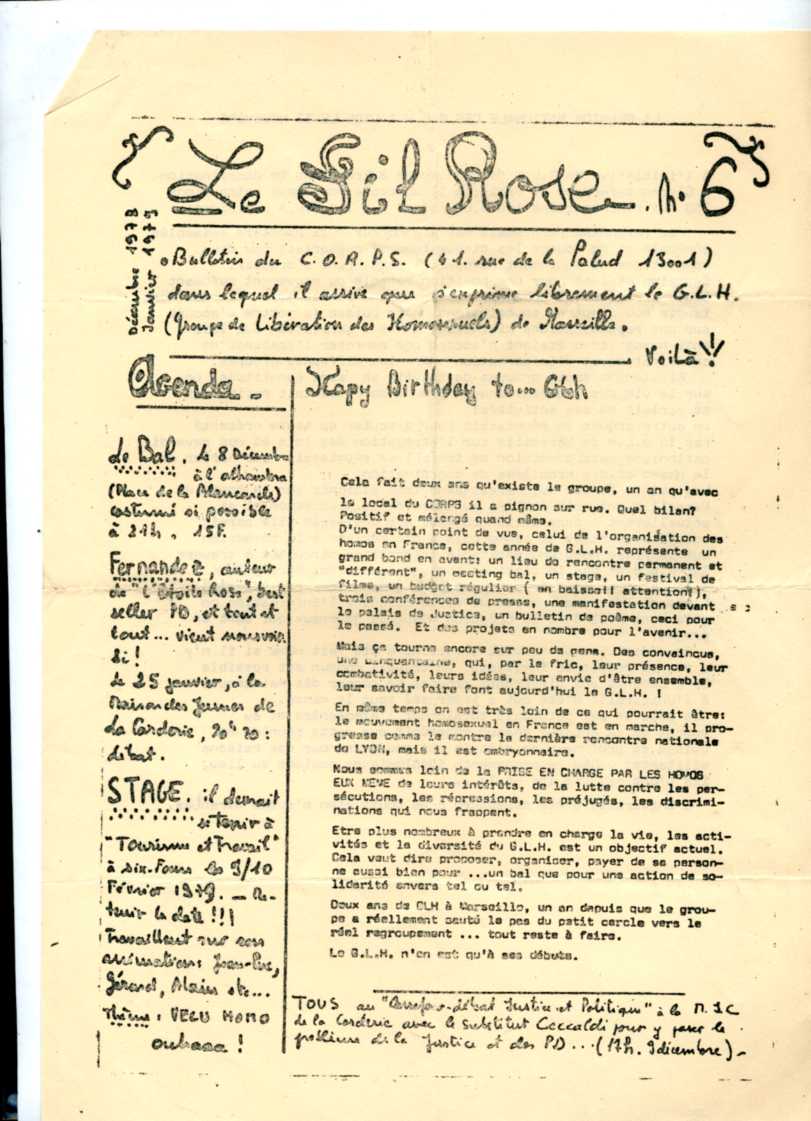 Le Fil Rose. N° 6
Décembre 1978
Janvier 1979
Bulletin du C.O.R.P.S. (41. rue de la Palud 13001)
dans lequel il arrive que s'exprime librement le G.L.H.
(Groupe de Libération des Homosexuels) de Marseille.
Voilà!!
Agenda.
Le Bal. Le 8 Décembre
à l'alhambra
(Place de la
costumé si possible
à 21h. 15F.
Fernandez, auteur
de "L'Étoile Rose", best
seller PD, et tout et
tout... vient nous voir
ici!
Le 25 janvier, à la
Maison des Jeunes de
La Corderie, 20h30:
débat.
STAGE. il devrait
se tenir à
"Tourisme et Travail"
à six-Fours les 9/10
Février 1979. — Re-
tenir la date!!!
Travaillent sur son
animation: Jean-Luc,
Gérard, Alain etc...
Thème: VECU HOMO
ouhaaa!
Hapy Birthday to... Glh
Cela fait deux ans qu'existe le groupe, un an qu'avec
le local du CORPS il a pignon sur rue. Quel bilan?
Positif et mélangé quand même.
D'un certain point de vue, celui de l'organisation des
homos en France, cette année de G.L.H. représente un
grand bond en avant: un lieu de rencontre permanent et
"différent", un meeting bal, un stage, un festival de
films, un budget régulier ( en baisse!! attention!),
trois conférences de presse, une manifestation devant
le palais de Justice, un bulletin de poème, ceci pour
le passé. Et des projets en nombre pour l'avenir...
Mais ça tourne encore sur peu de gens. Des convaincus,
une cinquantaine, qui, par le fric, leur présence, leur
combativité, leurs idées, leur envie d'être ensemble,
leur savoir faire font aujourd'hui le G.L.H. !
En même temps on est très loin de ce qui pourrait être:
le mouvement homosexual en France est en marche, il pro-
gresse comme le montre la dernière rencontre nationale
de LYON, mais il est embryonnaire.
Nous sommes loin de la PRISE EN CHARGE PAR LES HOMOS
EUX MEME de leurs intérêts, de la lutte contre les per-
sécutions, les répressions, les préjugés, les discrimi-
nations qui nous frappent.
Etre plus nombreux à prendre en charge la vie, les acti-
vités et la diversité du G.L.H. est un objectif actuel.
Cela veut dire proposer, organiser, payer de sa person-
ne aussi bien pour ...un bal que pour une action de so-
lidarité envers tel ou tel.
Deux ans de GLH à Marseille, un an depuis que le grou-
pe a réellement sauté le pas du petit cercle vers le
réel regroupement ... tout reste à faire.
Le G.L.H. n'en est qu'à ses débuts.
TOUS au "Carrefour-débat Justice et Politique" à la M.J.C
de la Corderie avec le substitut Ceccaldi pour y poser le
problème de la Justice et des PD...(17h. 9 décembre).